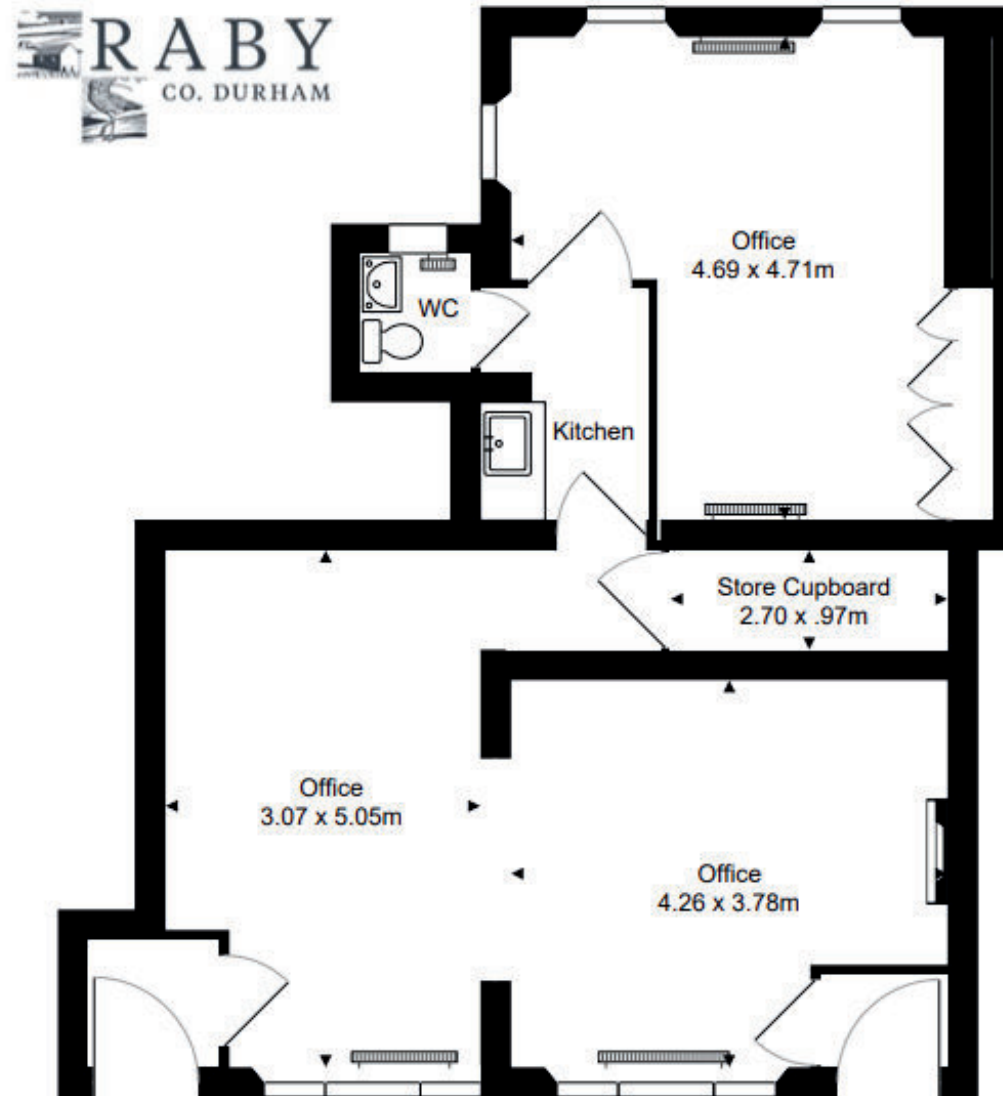 RABY
CO. DURHAM
Office
4.69 x 4.71m
WC
Kitchen
Store Cupboard
2.70 x .97m
Office
3.07 x 5.05m
Office
4.26 x 3.78m